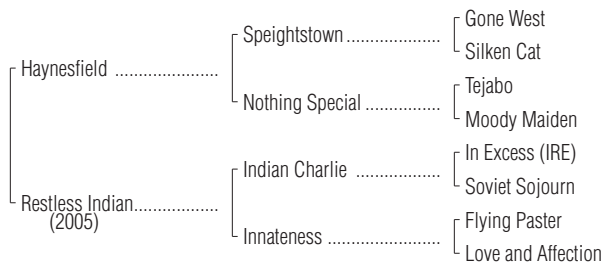 Gone West
Speightstown ....................
Silken Cat
Haynesfield ......................
Tejabo
Nothing Special ................
Moody Maiden
In Excess (IRE)
Indian Charlie ..................
Soviet Sojourn
Restless Indian..................
(2005)
Flying Paster
Innateness ........................
Love and Affection